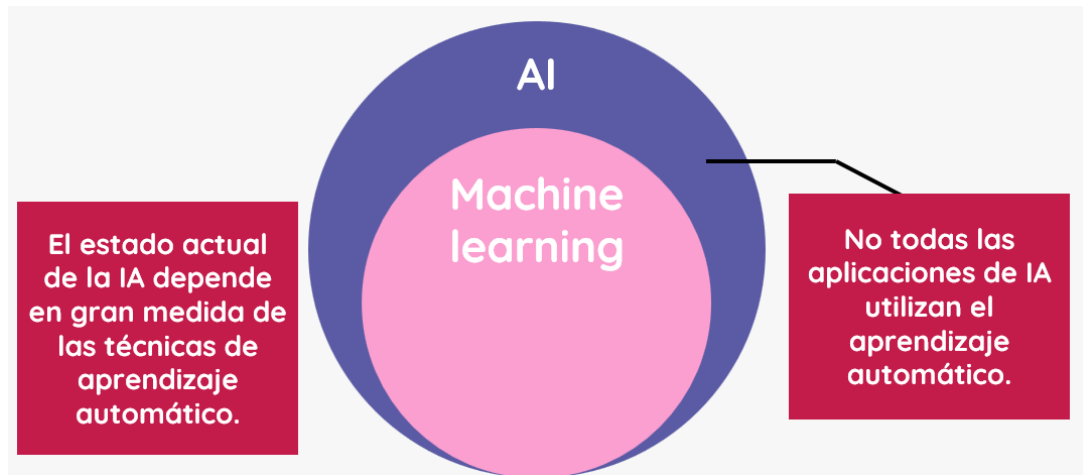 AI
Machine
learning
El estado actual
de la IA depende
en gran medida de
las técnicas de
aprendizaje
automático.
No todas las
aplicaciones de IA
utilizan el
aprendizaje
automático.